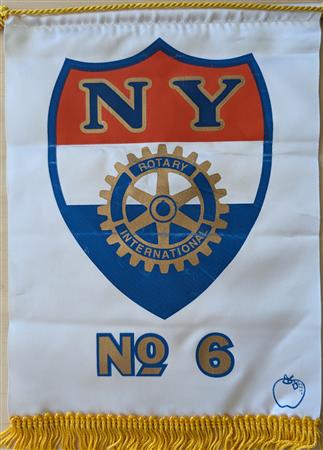 NY
ROTARY
INTERNATIONAL
Nº 6